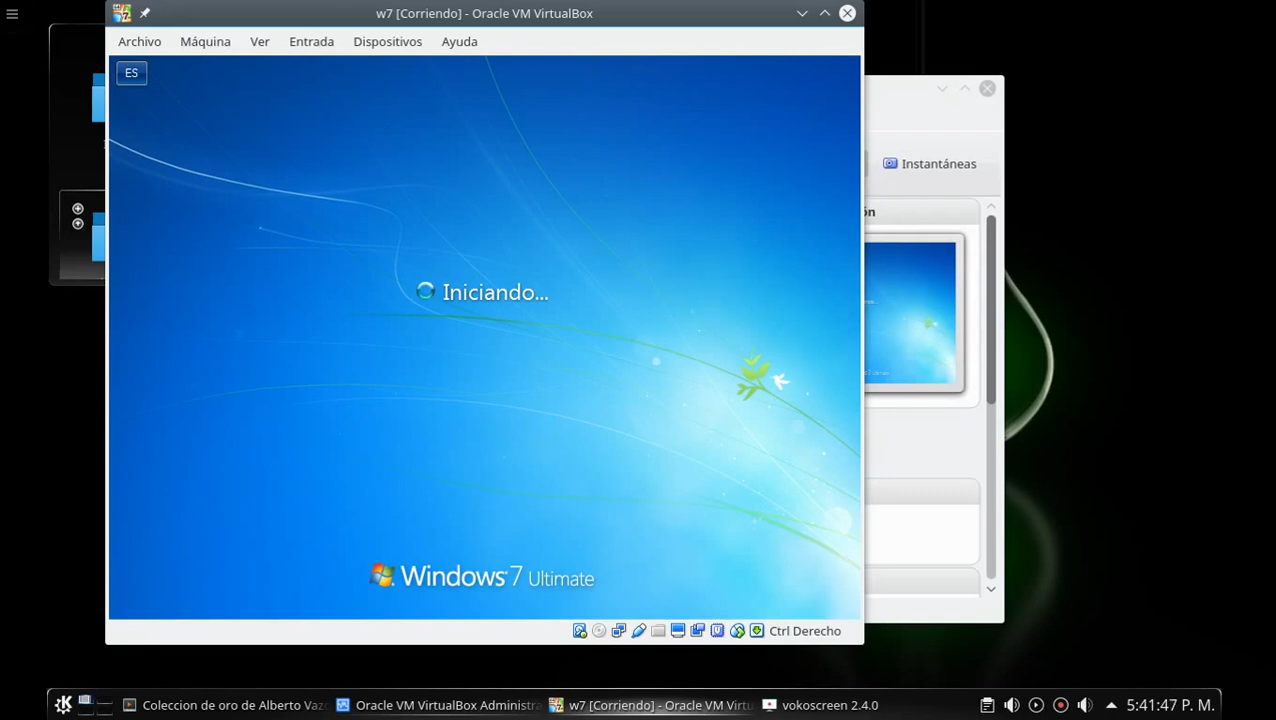 w7 [Corriendo] - Oracle VM VirtualBox
Archivo Máquina Ver Entrada Dispositivos Ayuda
ES
Instantáneas
ón
Iniciando...
Windows 7 Ultimate
Ctrl Derecho
Coleccion de oro de Alberto Vazq
Oracle VM VirtualBox Administra
w7 [Corriendo] - Oracle VM Virtu
vokoscreen 2.4.0
5:41:47 P. M.